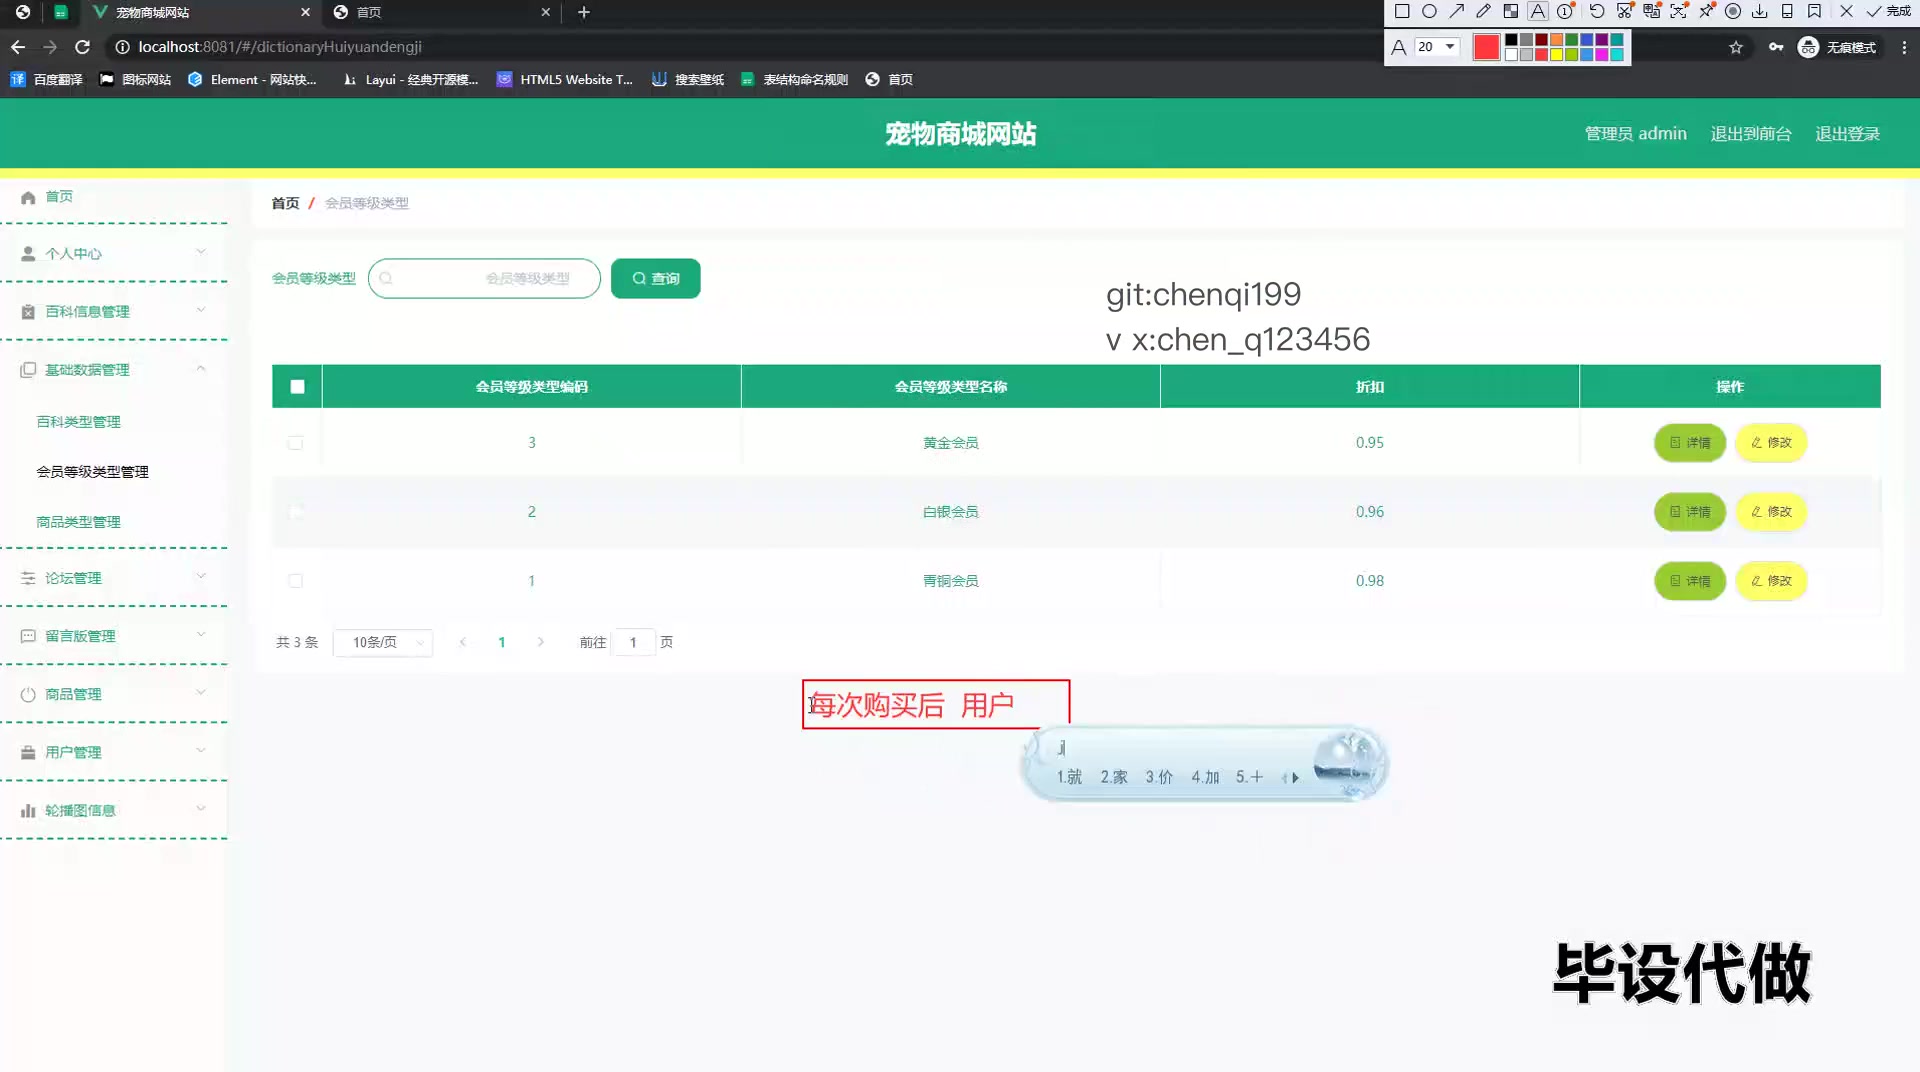 宠物商城网站
首页
A
完成
localhost:8081/#/dictionaryHuiyuandengji
A 20
无痕模式
百度翻译
图标网站
Element - 网站快...
Layui - 经典开源模...
HTML5 Website T...
搜索壁纸
表结构命名规则
首页
宠物商城网站
管理员 admin
退出到前台
退出登录
首页
个人中心
百科信息管理
基础数据管理
百科类型管理
会员等级类型管理
商品类型管理
论坛管理
留言版管理
商品管理
用户管理
轮播图信息
首页 / 会员等级类型
会员等级类型
会员等级类型
查询
git:chenqi199
v x:chen_q123456
会员等级类型编码 会员等级类型名称 折扣 操作
3 黄金会员 0.95 详情 修改
2 白银会员 0.96 详情 修改
1 青铜会员 0.98 详情 修改
共 3 条 10条/页 1 前往 1 页
每次购买后 用户
j
1.就 2.家 3.价 4.加 5.十
毕设代做